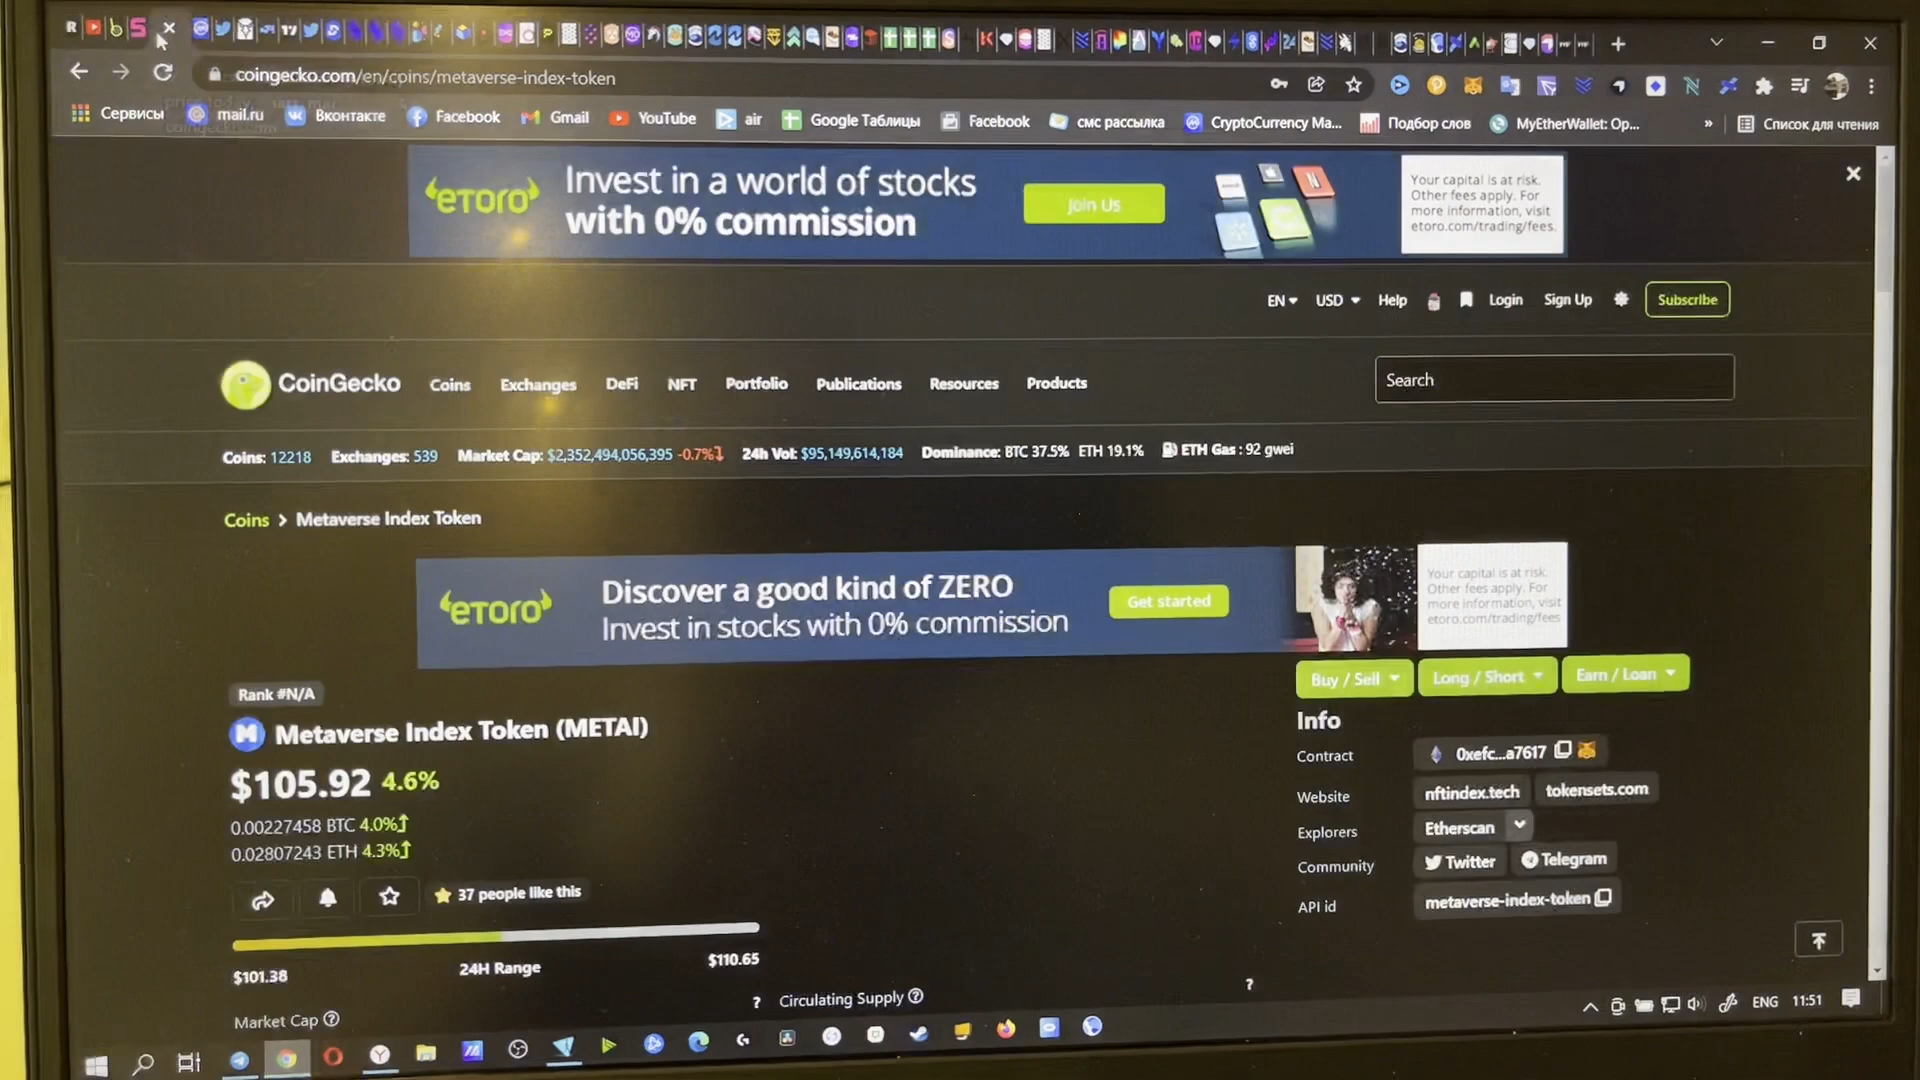 coingecko.com/en/coins/metaverse-index-token
Сервисы
mail.ru
Вконтакте
Facebook
Gmail
YouTube
air
Google Таблицы
Facebook
смс рассылка
CryptoCurrency Ma...
Подбор слов
MyEtherWallet: Op...
»
Список для чтения
eTORO
Invest in a world of stocks
with 0% commission
Join Us
Your capital is at risk.
Other fees apply. For
more information, visit
etoro.com/trading/fees.
EN
USD
Help
Login
Sign Up
Subscribe
CoinGecko
Coins
Exchanges
DeFi
NFT
Portfolio
Publications
Resources
Products
Search
Coins: 12218
Exchanges: 539
Market Cap: $2,352,494,056,395 -0.7%
24h Vol: $95,149,614,184
Dominance: BTC 37.5% ETH 19.1%
ETH Gas : 92 gwei
Coins > Metaverse Index Token
eTORO
Discover a good kind of ZERO
Invest in stocks with 0% commission
Get started
Your capital is at risk.
Other fees apply. For
more information, visit
etoro.com/trading/fees
Buy / Sell
Long / Short
Earn / Loan
Rank #N/A
M
Metaverse Index Token (METAI)
$105.92 4.6%
0.00227458 BTC 4.0%
0.02807243 ETH 4.3%
37 people like this
$101.38
24H Range
$110.65
Market Cap ?
?
Circulating Supply ?
?
Info
Contract
0xefc...a7617
Website
nftindex.tech
tokensets.com
Explorers
Etherscan
Community
Twitter
Telegram
API id
metaverse-index-token
ENG
11:51